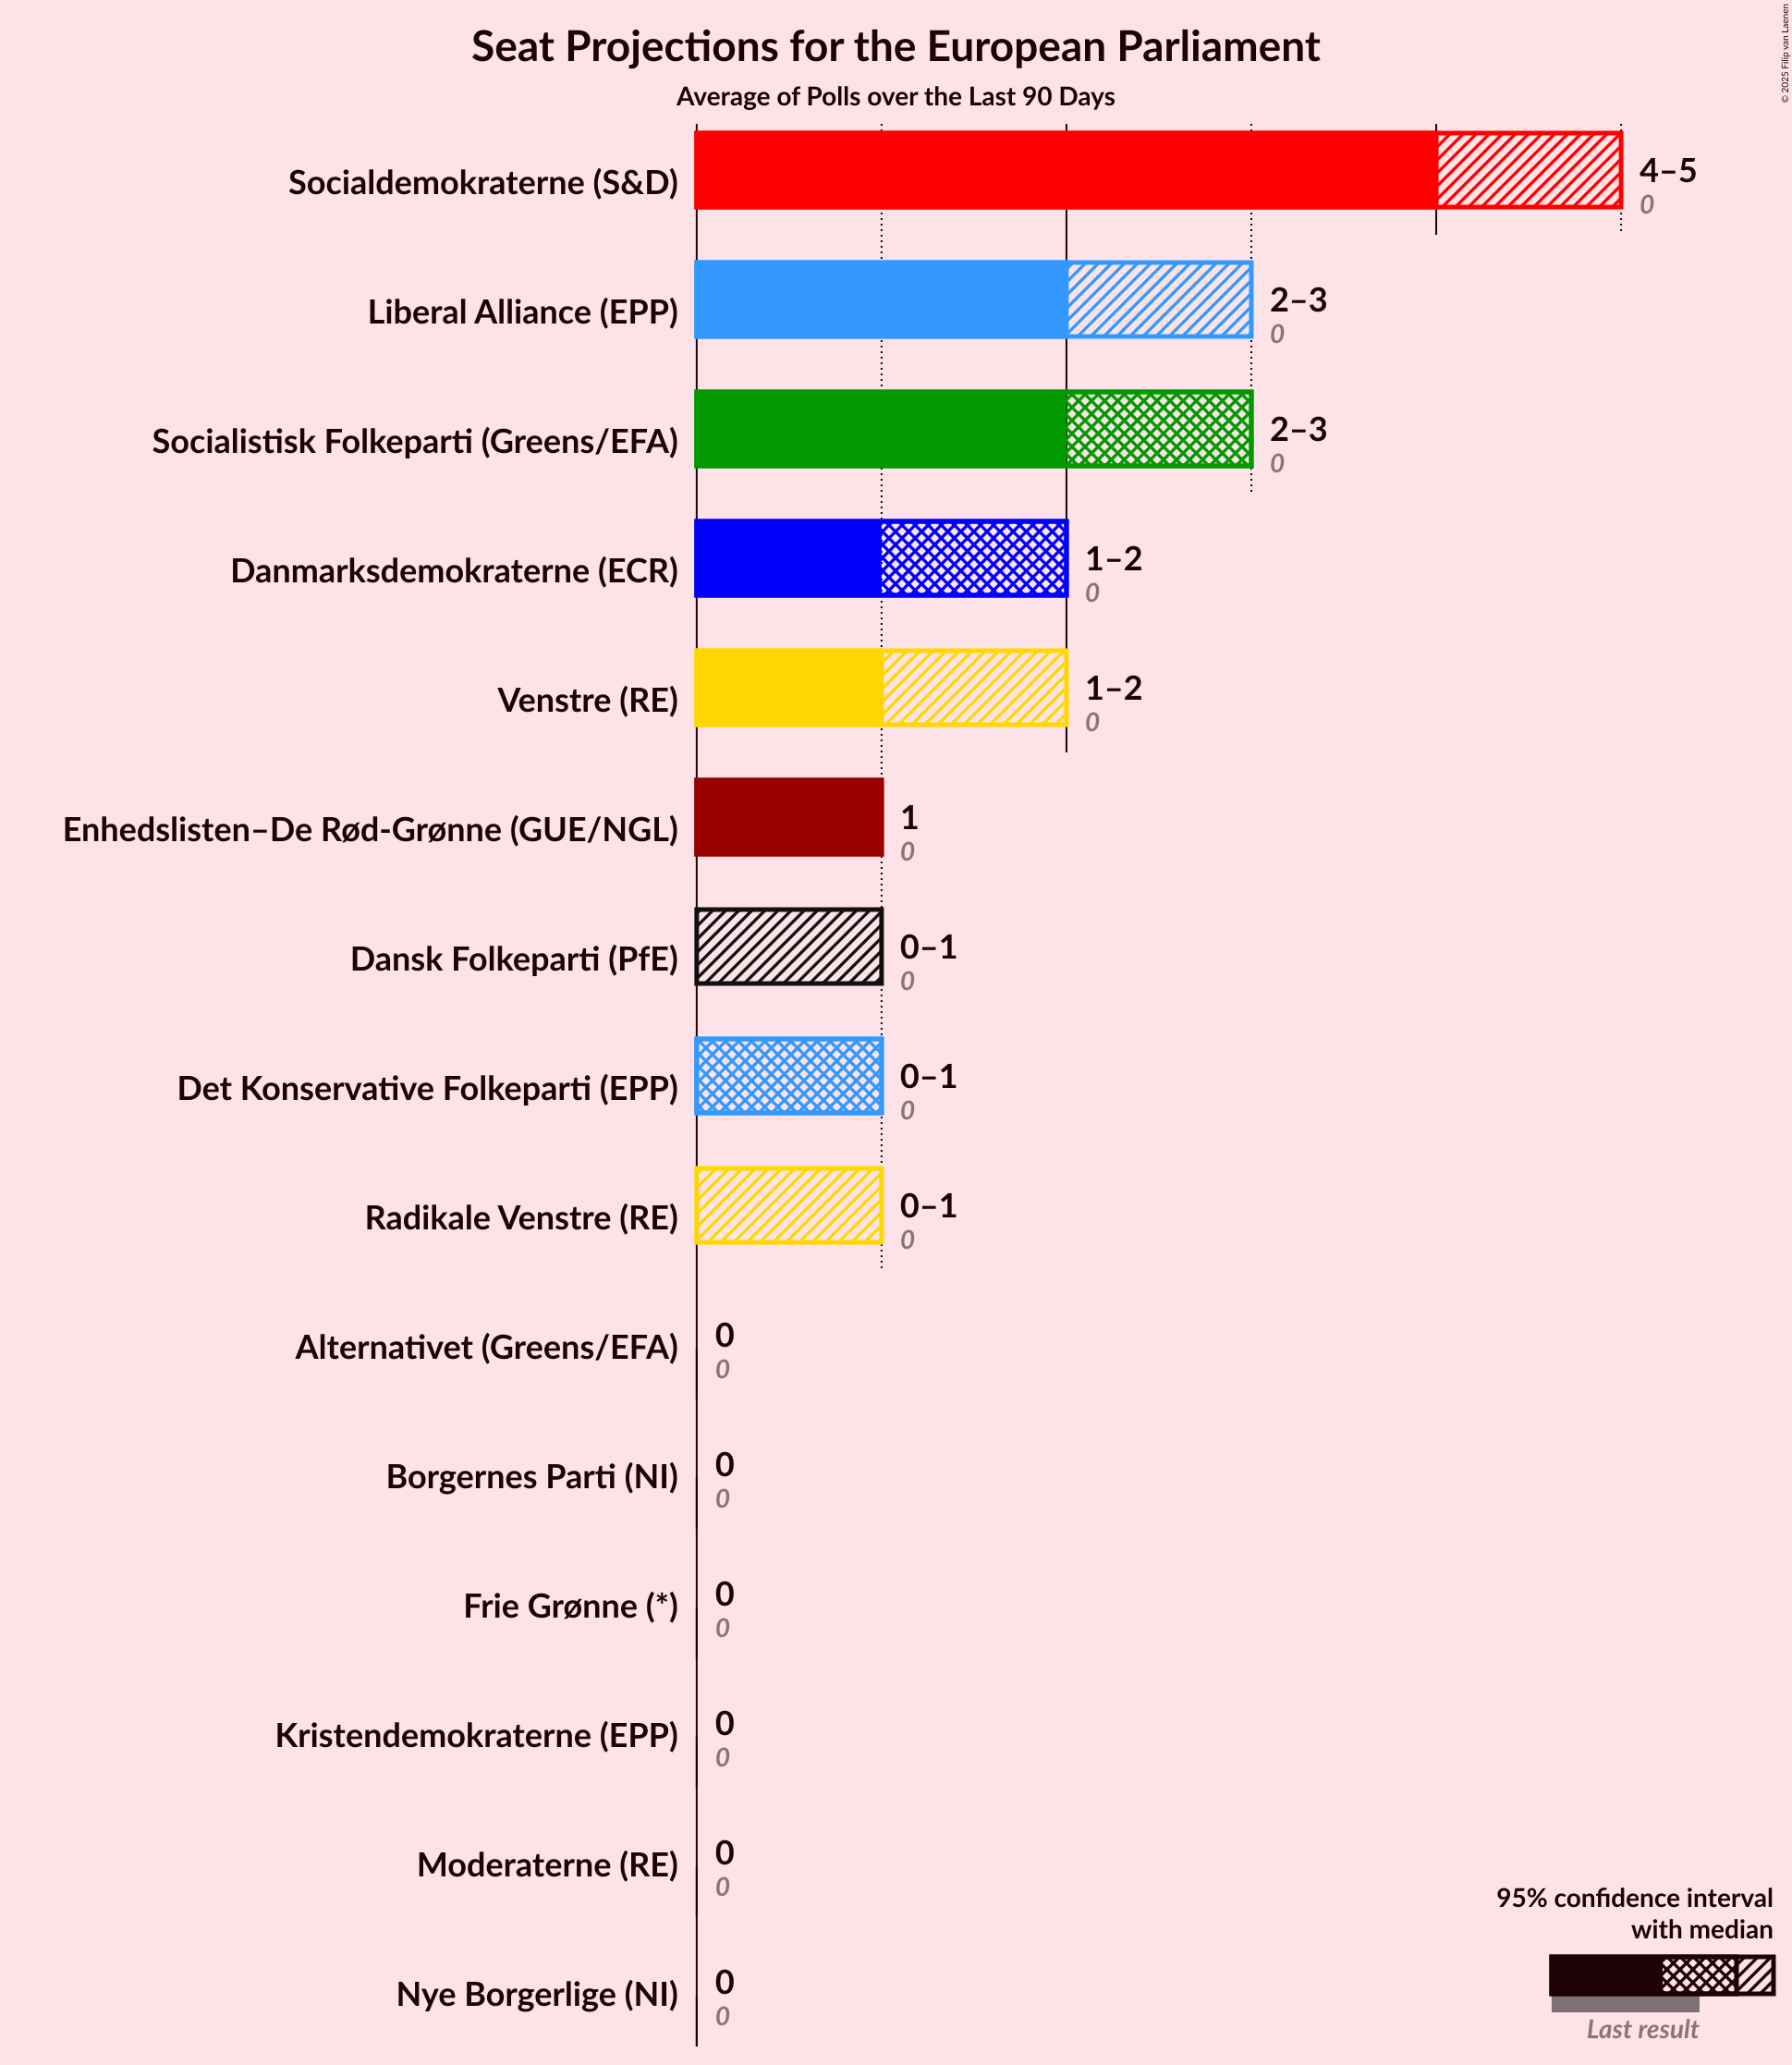 Seat Projections for the European Parliament
Average of Polls over the Last 90 Days
© 2025 Filip van Laenen
Socialdemokraterne (S&D)
4–5
0
Liberal Alliance (EPP)
2–3
0
Socialistisk Folkeparti (Greens/EFA)
2–3
0
Danmarksdemokraterne (ECR)
1–2
0
Venstre (RE)
1–2
0
Enhedslisten–De Rød-Grønne (GUE/NGL)
1
0
Dansk Folkeparti (PfE)
0–1
0
Det Konservative Folkeparti (EPP)
0–1
0
Radikale Venstre (RE)
0–1
0
Alternativet (Greens/EFA)
0
0
Borgernes Parti (NI)
0
0
Frie Grønne (*)
0
0
Kristendemokraterne (EPP)
0
0
Moderaterne (RE)
0
0
Nye Borgerlige (NI)
0
0
95% confidence interval
with median
Last result